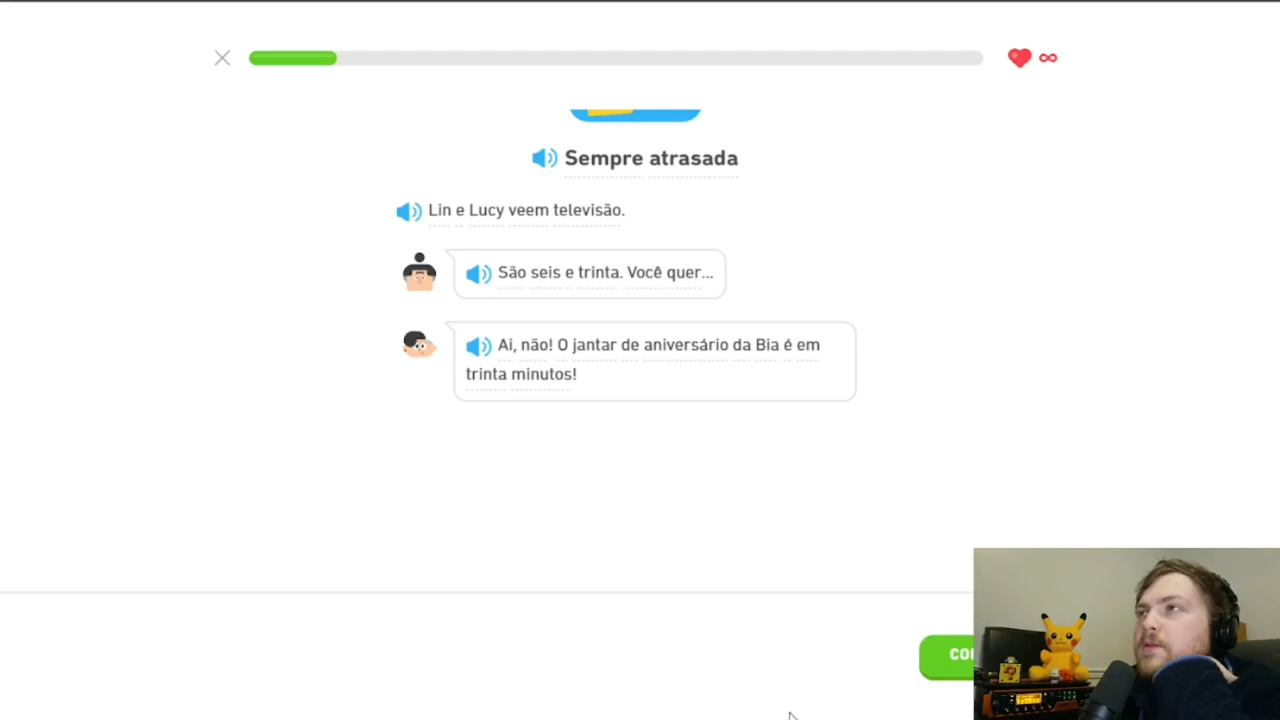 Sempre atrasada
Lin e Lucy veem televisão.
São seis e trinta. Você quer...
Ai, não! O jantar de aniversário da Bia é em
trinta minutos!